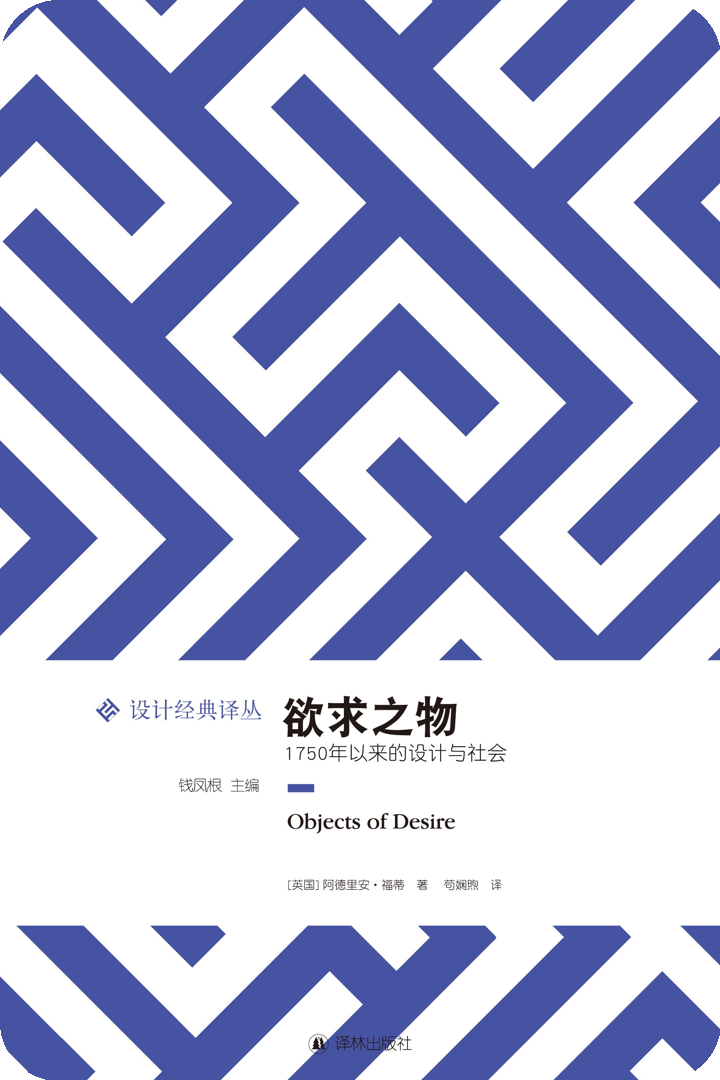 设计经典译丛
钱凤根 主编
欲求之物
1750年以来的设计与社会
Objects of Desire
[英国] 阿德里安·福蒂 著 苟娴煦 译
译林出版社